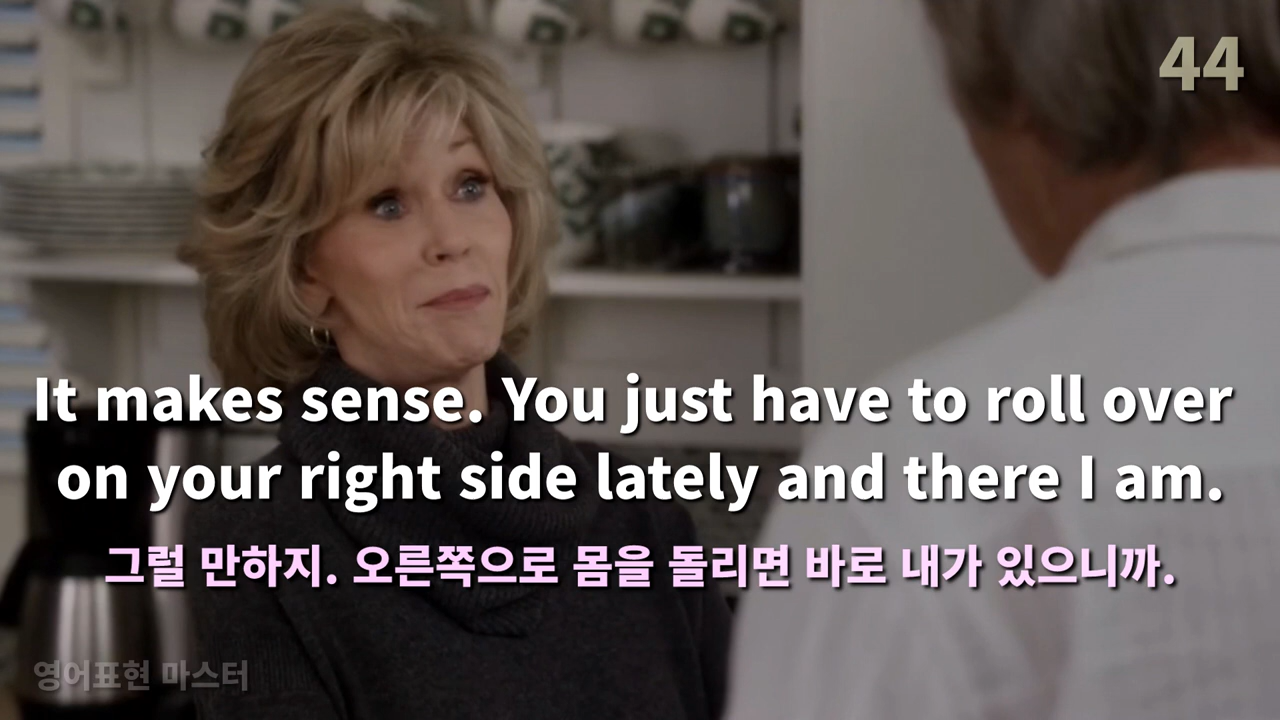 44
It makes sense. You just have to roll over
on your right side lately and there I am.
그럴 만하지. 오른쪽으로 몸을 돌리면 바로 내가 있으니까.
영어표현 마스터